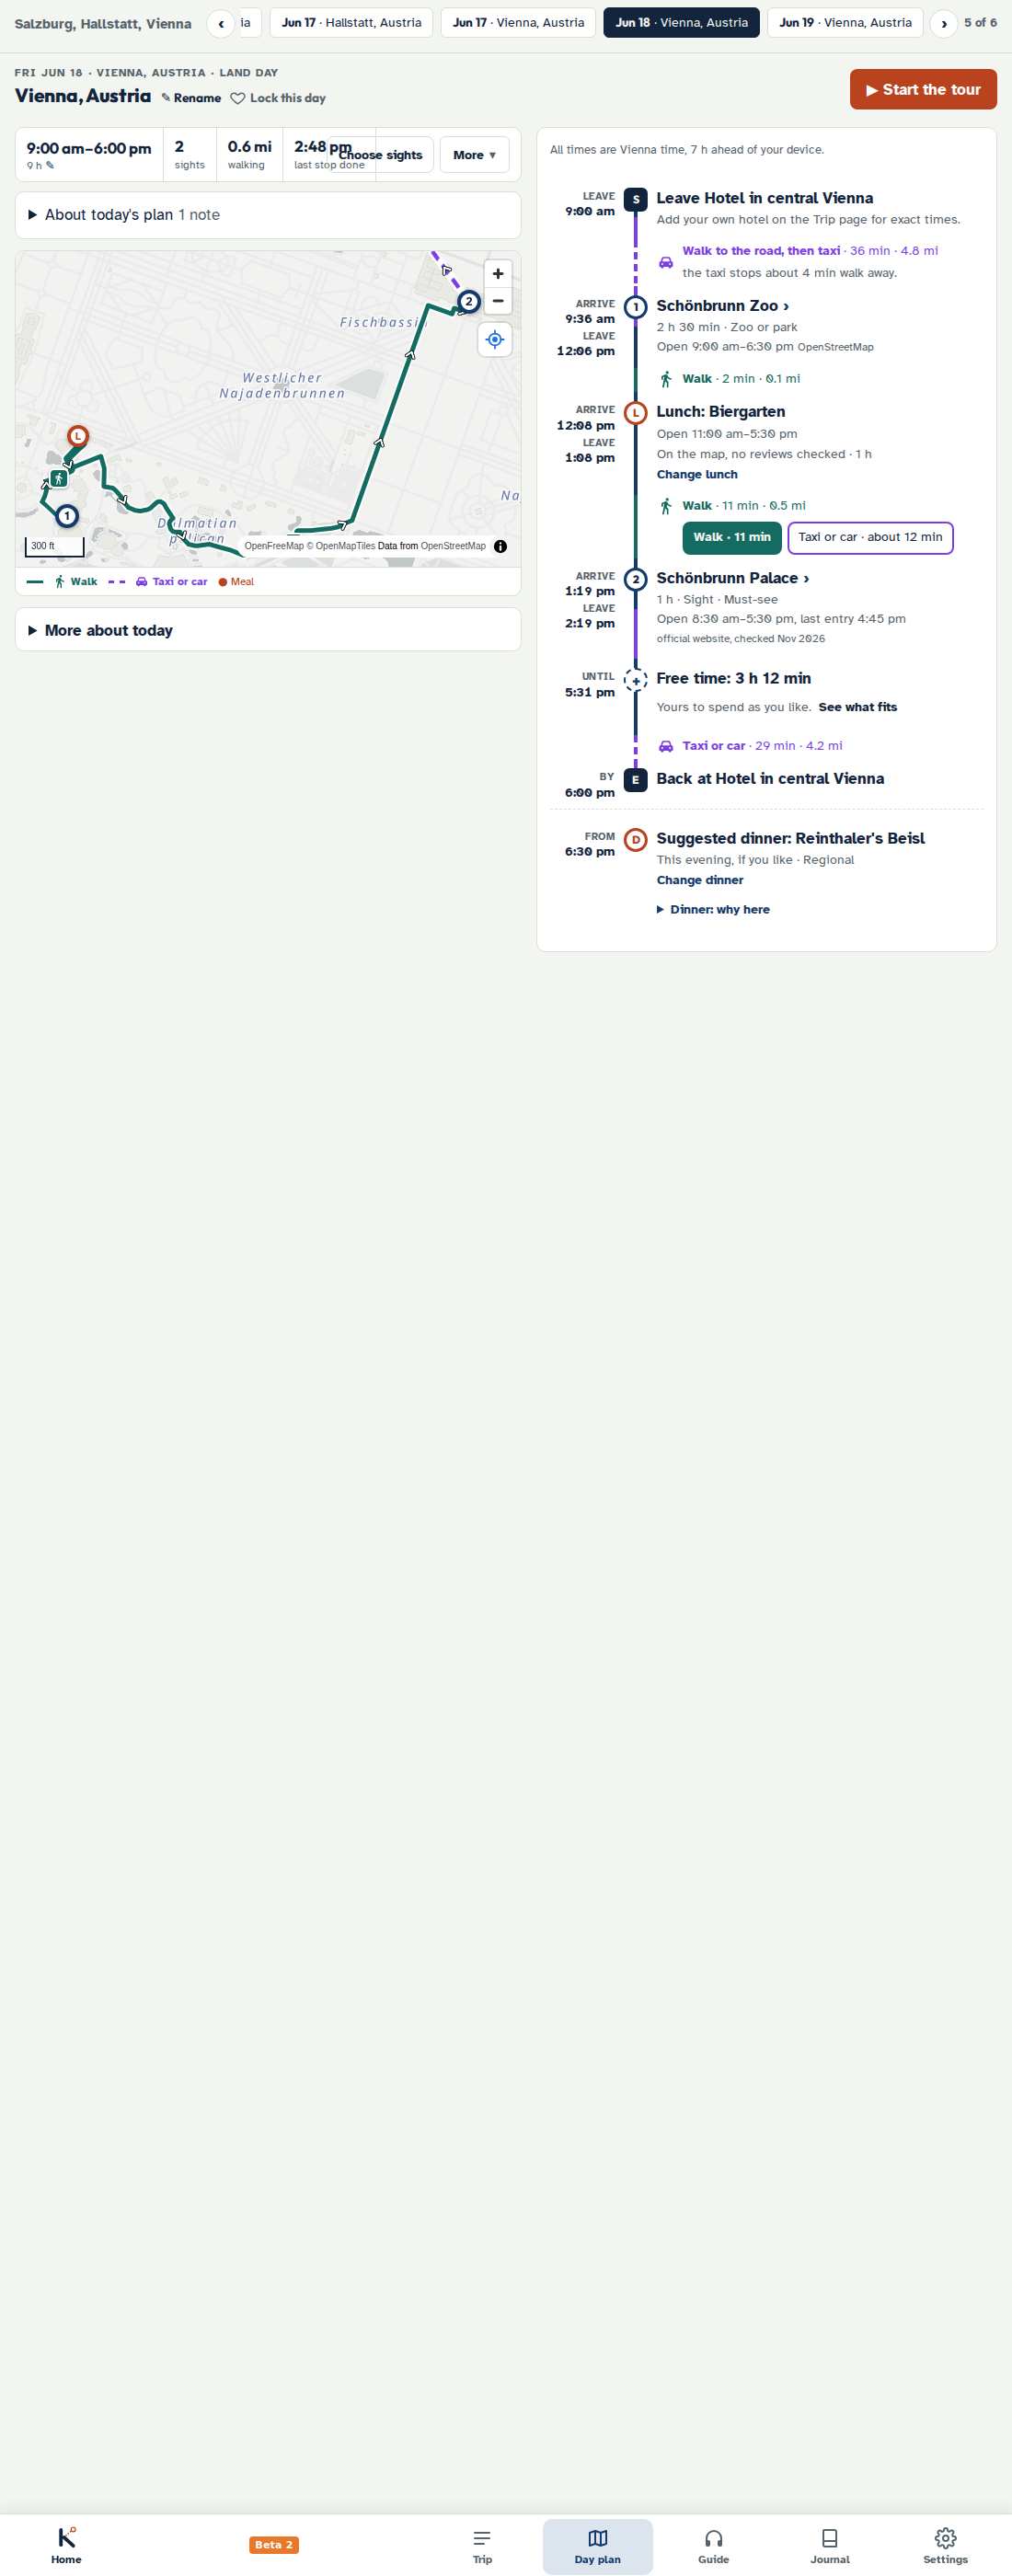 Salzburg, Hallstatt, Vienna
‹
ia
Jun 17 · Hallstatt, Austria
Jun 17 · Vienna, Austria
Jun 18 · Vienna, Austria
Jun 19 · Vienna, Austria
›
5 of 6
FRI JUN 18 · VIENNA, AUSTRIA · LAND DAY
Vienna, Austria ✎ Rename Lock this day
▶ Start the tour
9:00 am–6:00 pm
9 h ✎
2
sights
0.6 mi
walking
2:48 pm
last stop done
Choose sights
More ▼
▶ About today's plan 1 note
Fischbassin
Westlicher
Najadenbrunnen
Na
Dalmatian
pelican
L
1
2
+
−
300 ft
OpenFreeMap © OpenMapTiles Data from OpenStreetMap
Walk Taxi or car Meal
▶ More about today
All times are Vienna time, 7 h ahead of your device.
LEAVE
9:00 am
S
Leave Hotel in central Vienna
Add your own hotel on the Trip page for exact times.
Walk to the road, then taxi · 36 min · 4.8 mi
the taxi stops about 4 min walk away.
ARRIVE
9:36 am
LEAVE
12:06 pm
1
Schönbrunn Zoo ›
2 h 30 min · Zoo or park
Open 9:00 am–6:30 pm OpenStreetMap
Walk · 2 min · 0.1 mi
ARRIVE
12:08 pm
LEAVE
1:08 pm
L
Lunch: Biergarten
Open 11:00 am–5:30 pm
On the map, no reviews checked · 1 h
Change lunch
Walk · 11 min · 0.5 mi
Walk · 11 min
Taxi or car · about 12 min
ARRIVE
1:19 pm
LEAVE
2:19 pm
2
Schönbrunn Palace ›
1 h · Sight · Must-see
Open 8:30 am–5:30 pm, last entry 4:45 pm
official website, checked Nov 2026
UNTIL
5:31 pm
+
Free time: 3 h 12 min
Yours to spend as you like. See what fits
Taxi or car · 29 min · 4.2 mi
BY
6:00 pm
E
Back at Hotel in central Vienna
FROM
6:30 pm
D
Suggested dinner: Reinthaler's Beisl
This evening, if you like · Regional
Change dinner
▶ Dinner: why here
Home
Beta 2
Trip
Day plan
Guide
Journal
Settings